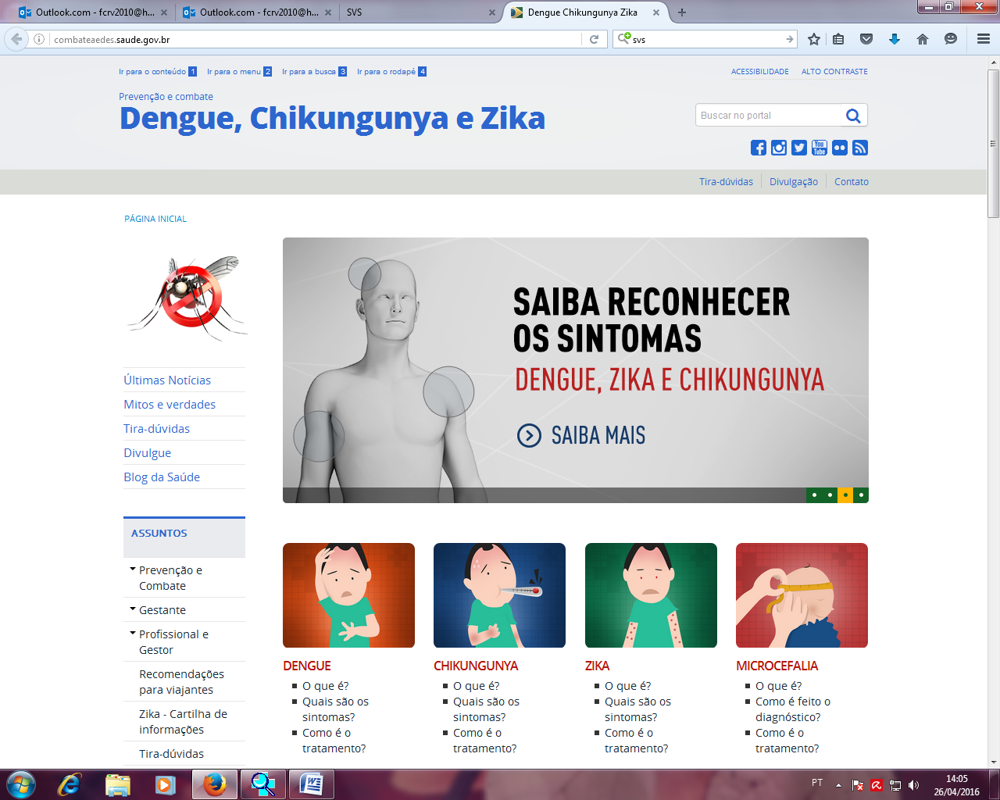 Outlook.com - fcrv2010@h...
Outlook.com - fcrv2010@h...
SVS
Dengue Chikungunya Zika
combateaedes.saude.gov.br
svs
Ir para o conteúdo 1
Ir para o menu 2
Ir para a busca 3
Ir para o rodapé 4
ACESSIBILIDADE
ALTO CONTRASTE
Prevenção e combate
Dengue, Chikungunya e Zika
Buscar no portal
You Tube
Tira-dúvidas
Divulgação
Contato
PÁGINA INICIAL
SAIBA RECONHECER
OS SINTOMAS
DENGUE, ZIKA E CHIKUNGUNYA
SAIBA MAIS
Últimas Notícias
Mitos e verdades
Tira-dúvidas
Divulgue
Blog da Saúde
ASSUNTOS
Prevenção e
Combate
Gestante
Profissional e
Gestor
Recomendações
para viajantes
Zika - Cartilha de
informações
Tira-dúvidas
DENGUE
O que é?
Quais são os
sintomas?
Como é o
tratamento?
CHIKUNGUNYA
O que é?
Quais são os
sintomas?
Como é o
tratamento?
ZIKA
O que é?
Quais são os
sintomas?
Como é o
tratamento?
MICROCEFALIA
O que é?
Como é feito o
diagnóstico?
Como é o
tratamento?
PT
14:05
26/04/2016